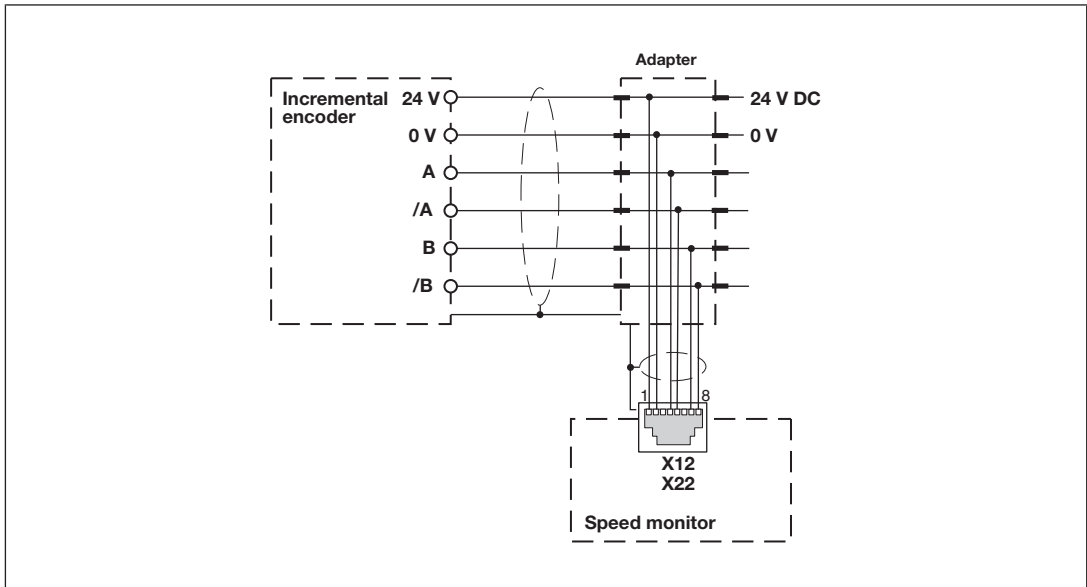 Adapter
Incremental
encoder
24 V
24 V DC
0 V
0 V
A
/A
B
/B
1
8
X12
X22
Speed monitor